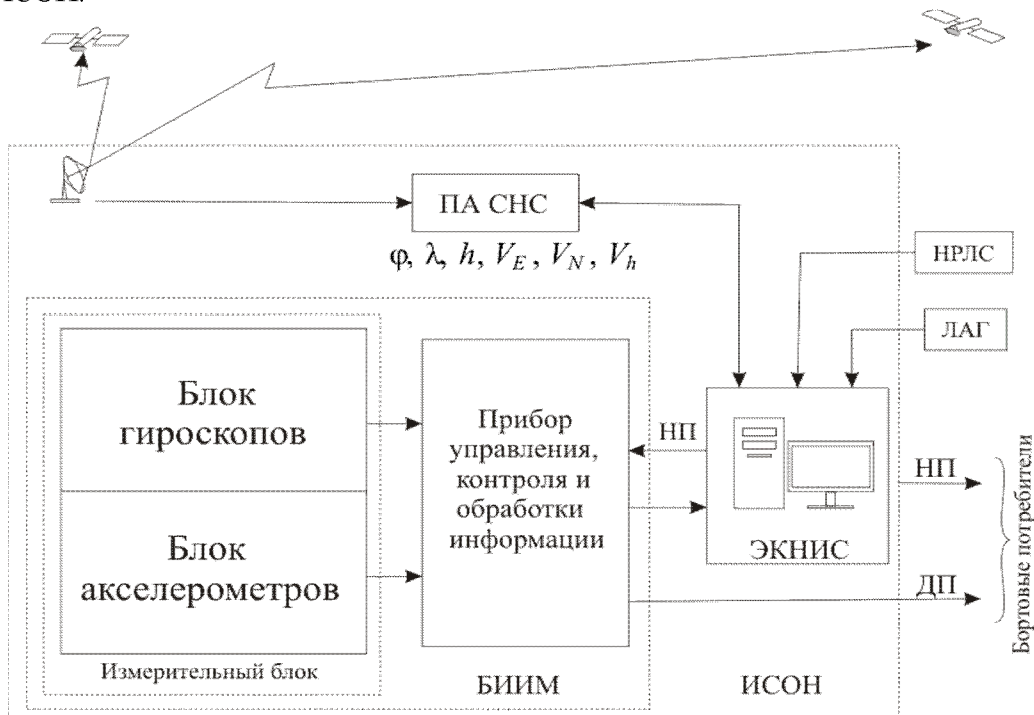 ПА СНС
φ, λ, h, V_E, V_N, V_h
НРЛС
ЛАГ
Блок
гироскопов
Прибор
управления,
контроля и
обработки
информации
НП
НП
Блок
акселерометров
ЭКНИС
ДП
Бортовые потребители
Измерительный блок
БИИМ
ИСОН